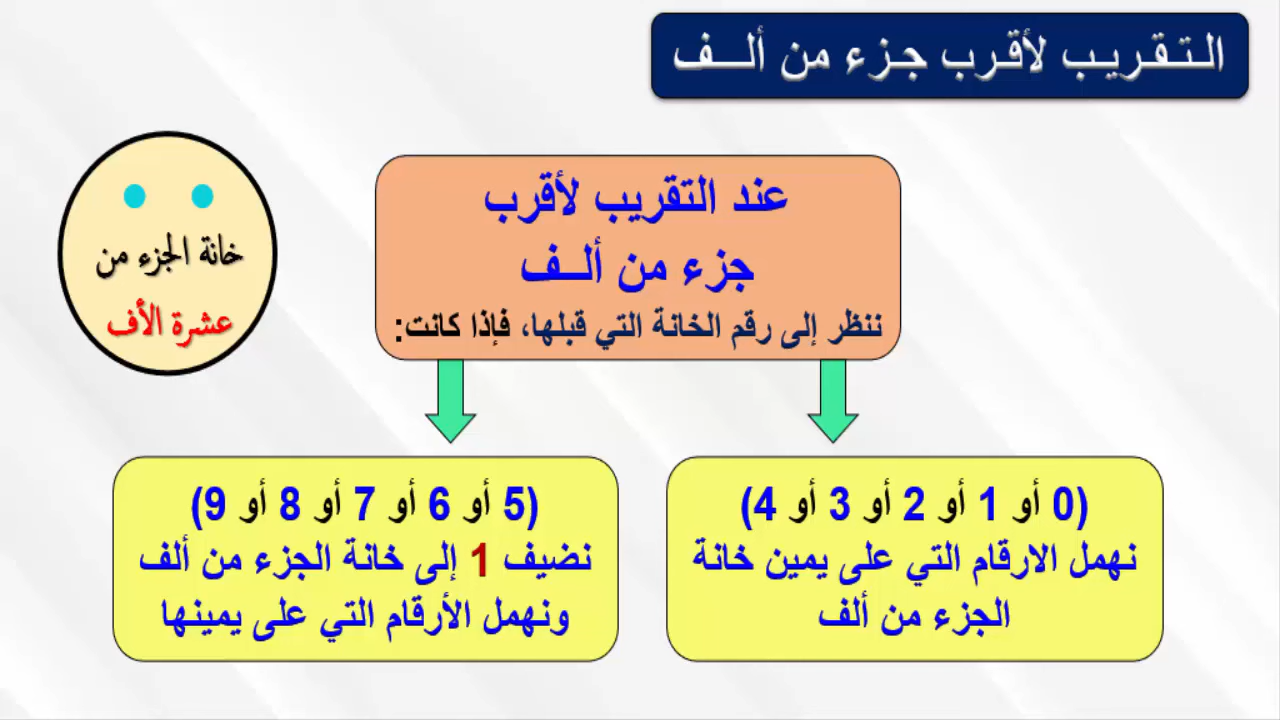 التقريب لأقرب جزء من ألف
عند التقريب لأقرب
جزء من ألف
ننظر إلى رقم الخانة التي قبلها، فإذا كانت:
خانة الجزء من
عشرة الأف
(0 أو 1 أو 2 أو 3 أو 4)
نهمل الارقام التي على يمين خانة
الجزء من ألف
(5 أو 6 أو 7 أو 8 أو 9)
نضيف 1 إلى خانة الجزء من ألف
ونهمل الأرقام التي على يمينها